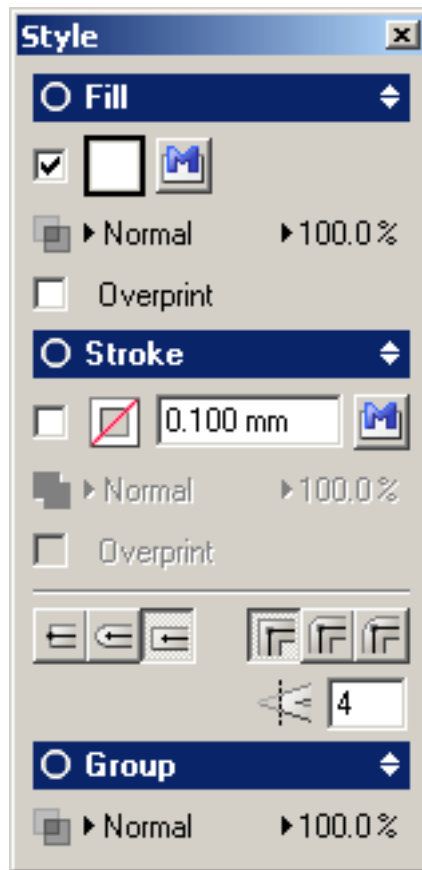 Style
Fill
Normal 100.0%
Overprint
Stroke
0.100 mm
Normal 100.0%
Overprint
4
Group
Normal 100.0%